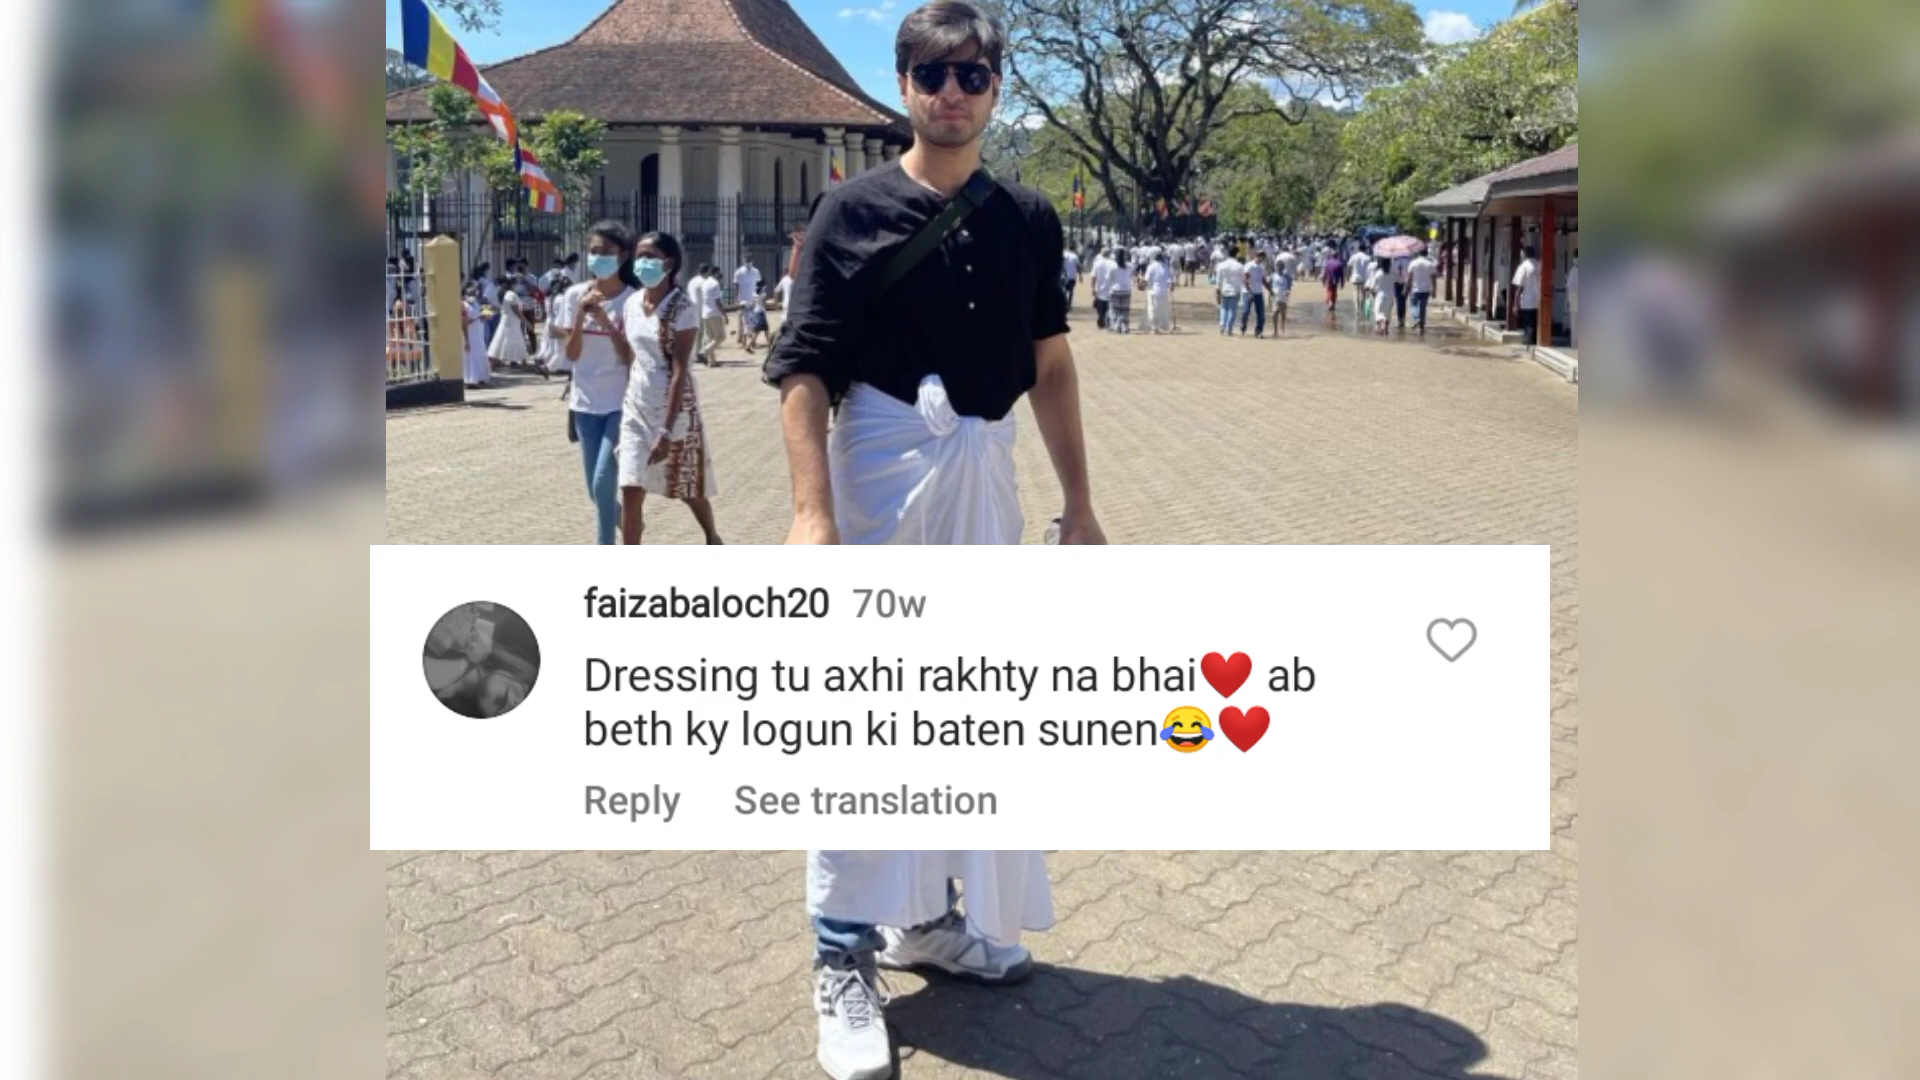 faizabaloch20 70w
Dressing tu axhi rakhty na bhai❤️ ab
beth ky logun ki baten sunen😂❤️
Reply See translation